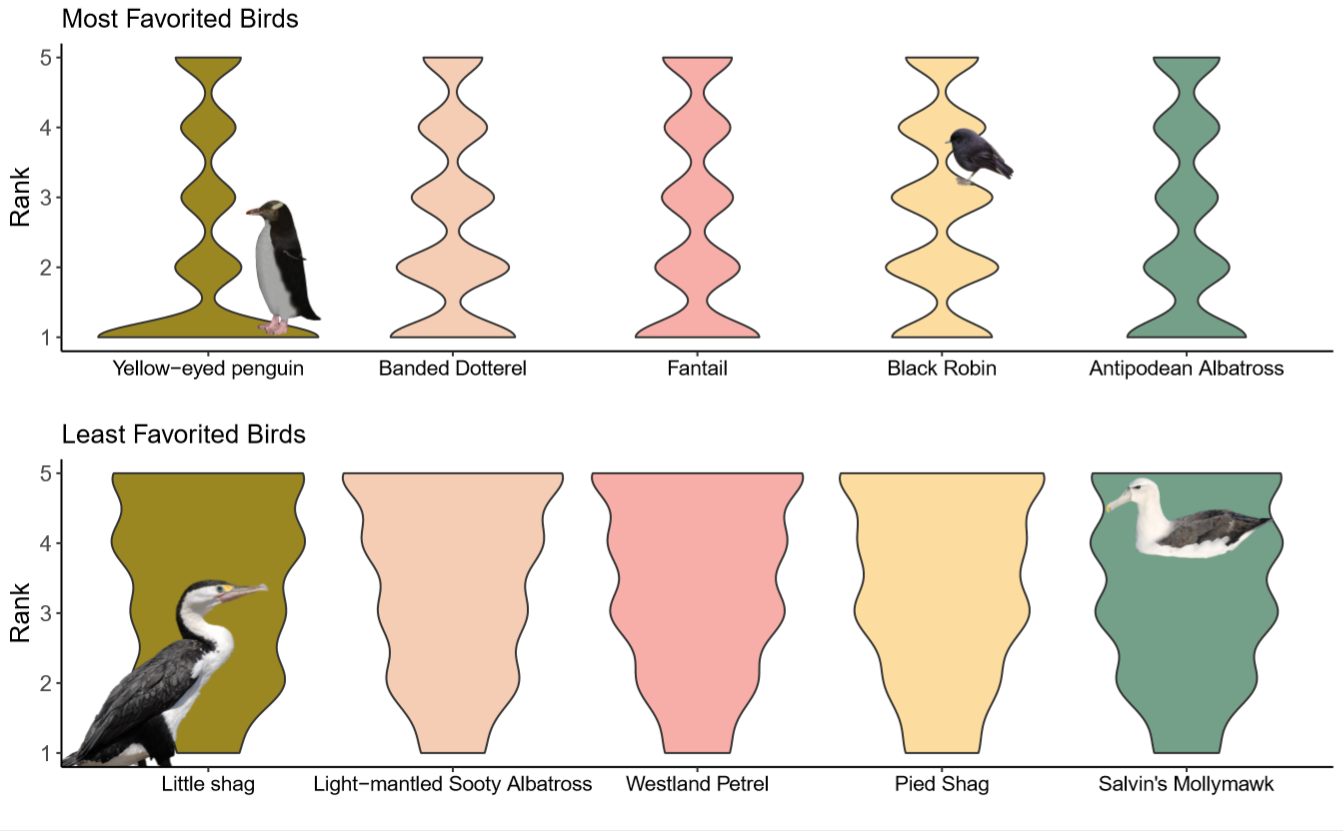 Most Favorited Birds
Rank
5
4
3
2
1
Yellow−eyed penguin Banded Dotterel Fantail Black Robin Antipodean Albatross
Least Favorited Birds
Rank
5
4
3
2
1
Little shag Light−mantled Sooty Albatross Westland Petrel Pied Shag Salvin's Mollymawk